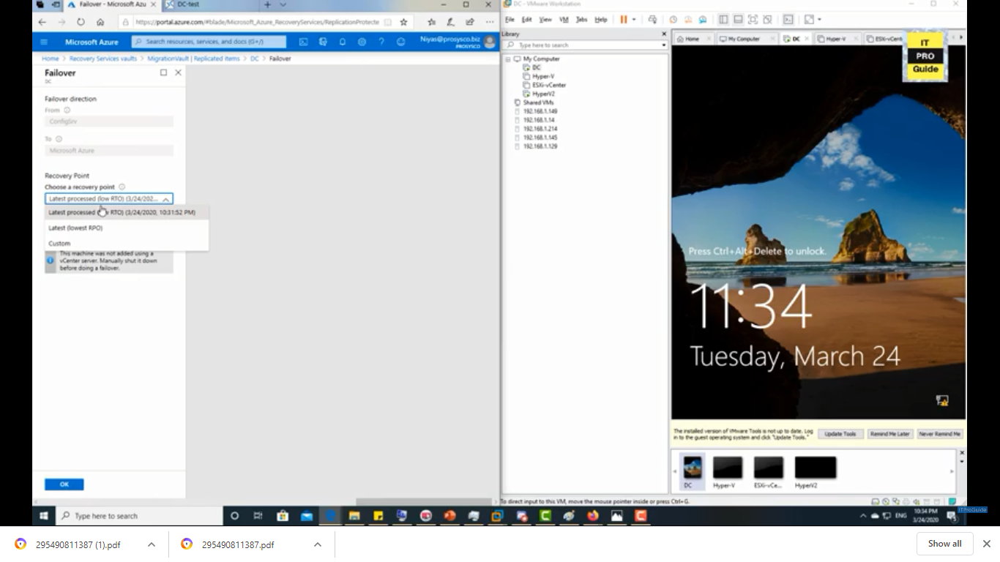 Failover - Microsoft Azu
DC-test
https://portal.azure.com/#blade/Microsoft_Azure_RecoveryServices/ReplicationProtecte
Microsoft Azure
Search resources, services, and docs (G+/)
Niyas@prosysco.biz
PROSYSCO
Home > Recovery Services vaults > MigrationVault | Replicated items > DC > Failover
Failover
DC
Failover direction
From
ConfigSrv
To
Microsoft Azure
Recovery Point
Choose a recovery point
Latest processed (low RTO) (3/24/202...
Latest processed RTO) (3/24/2020, 10:31:52 PM)
Latest (lowest RPO)
Custom
This machine was not added using a
vCenter server. Manually shut it down
before doing a failover.
OK
DC - VMware Workstation
File Edit View VM Tabs Help
Library
Type here to search
My Computer
DC
Hyper-V
ESXi-vCenter
HyperV2
Shared VMs
192.168.1.149
192.168.1.14
192.168.1.214
192.168.1.145
192.168.1.129
Home
My Computer
DC
Hyper-V
ESXi-vCent
IT
PRO
Guide
Press Ctrl+Alt+Delete to unlock.
11:34
Tuesday, March 24
The installed version of VMware Tools is not up to date. Log
in to the guest operating system and click "Update Tools."
Update Tools
Remind Me Later
Never Remind Me
DC
Hyper-V
ESXi-vCe...
HyperV2
To direct input to this VM, move the mouse pointer inside or press Ctrl+G.
Type here to search
ENG
10:34 PM
3/24/2020
ITProGuide
295490811387 (1).pdf
295490811387.pdf
Show all